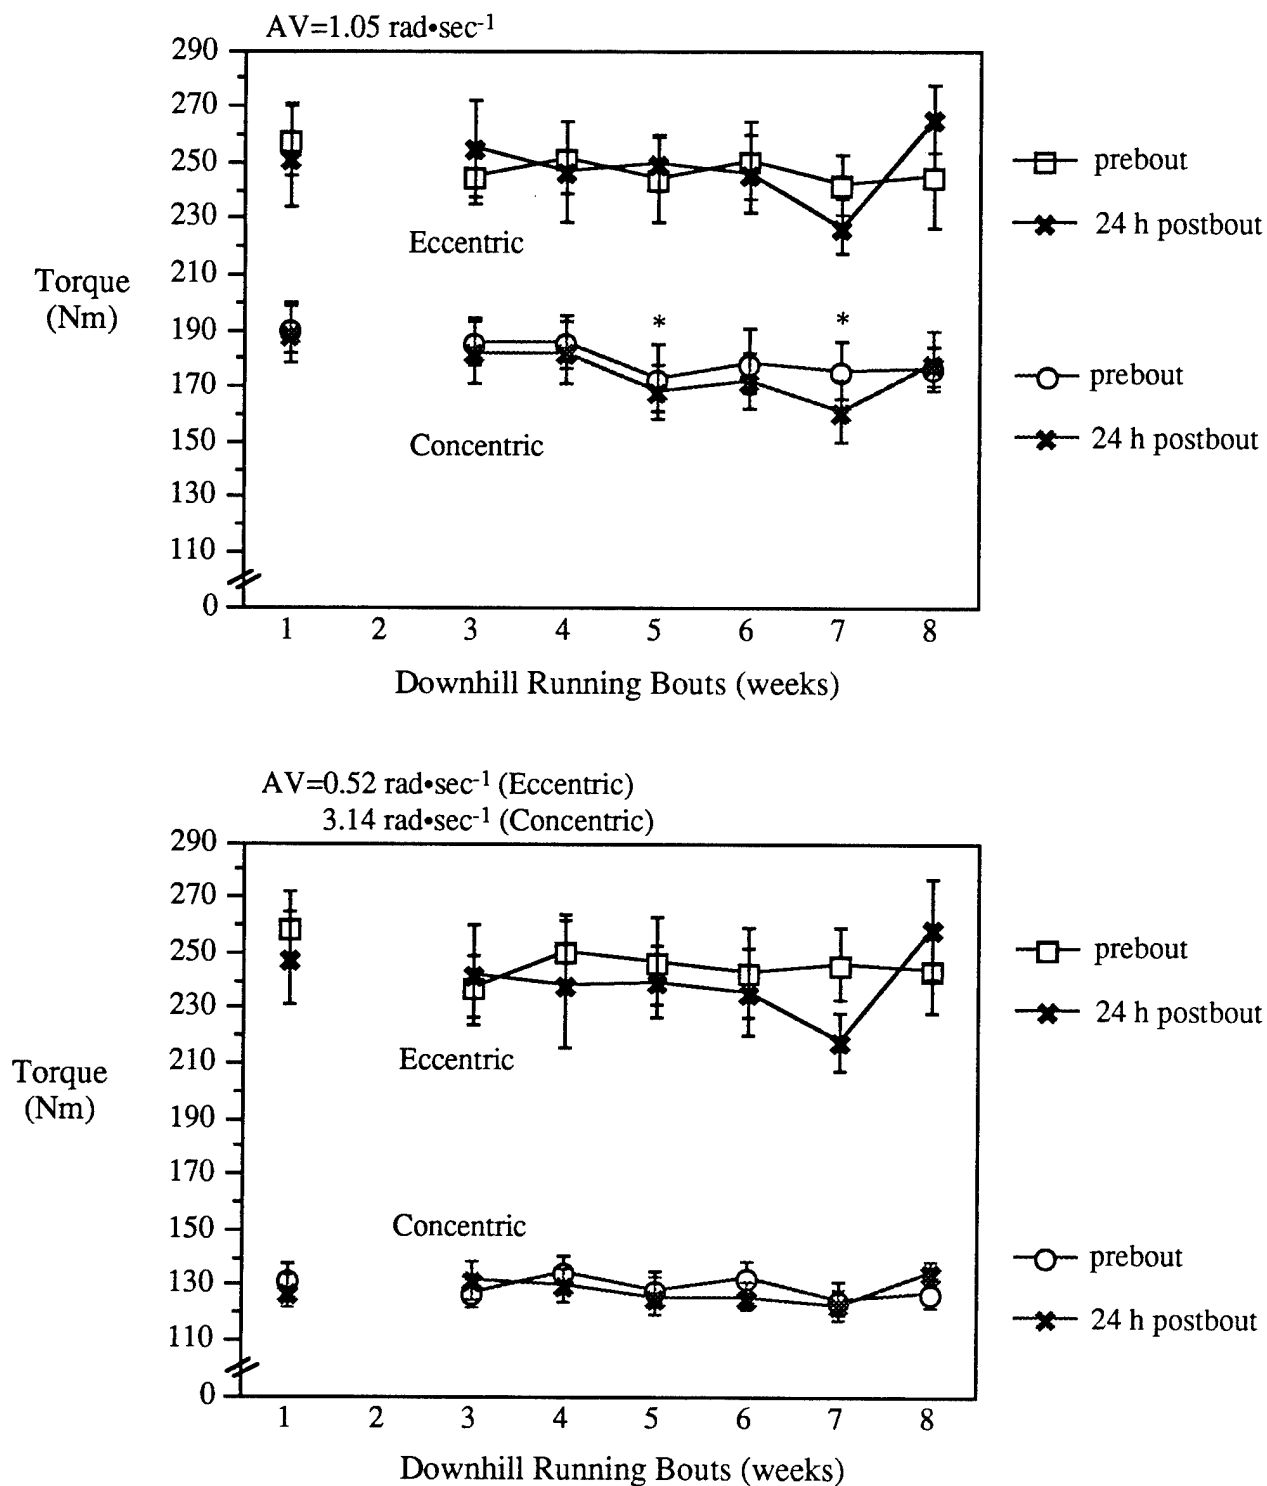 AV=1.05 rad•sec-1
290
270
250
230
210
190
170
150
130
110
0
Torque
(Nm)
Eccentric
Concentric
*
*
prebout
24 h postbout
prebout
24 h postbout
1 2 3 4 5 6 7 8
Downhill Running Bouts (weeks)
AV=0.52 rad•sec-1 (Eccentric)
3.14 rad•sec-1 (Concentric)
290
270
250
230
210
190
170
150
130
110
0
Torque
(Nm)
Eccentric
Concentric
prebout
24 h postbout
prebout
24 h postbout
1 2 3 4 5 6 7 8
Downhill Running Bouts (weeks)